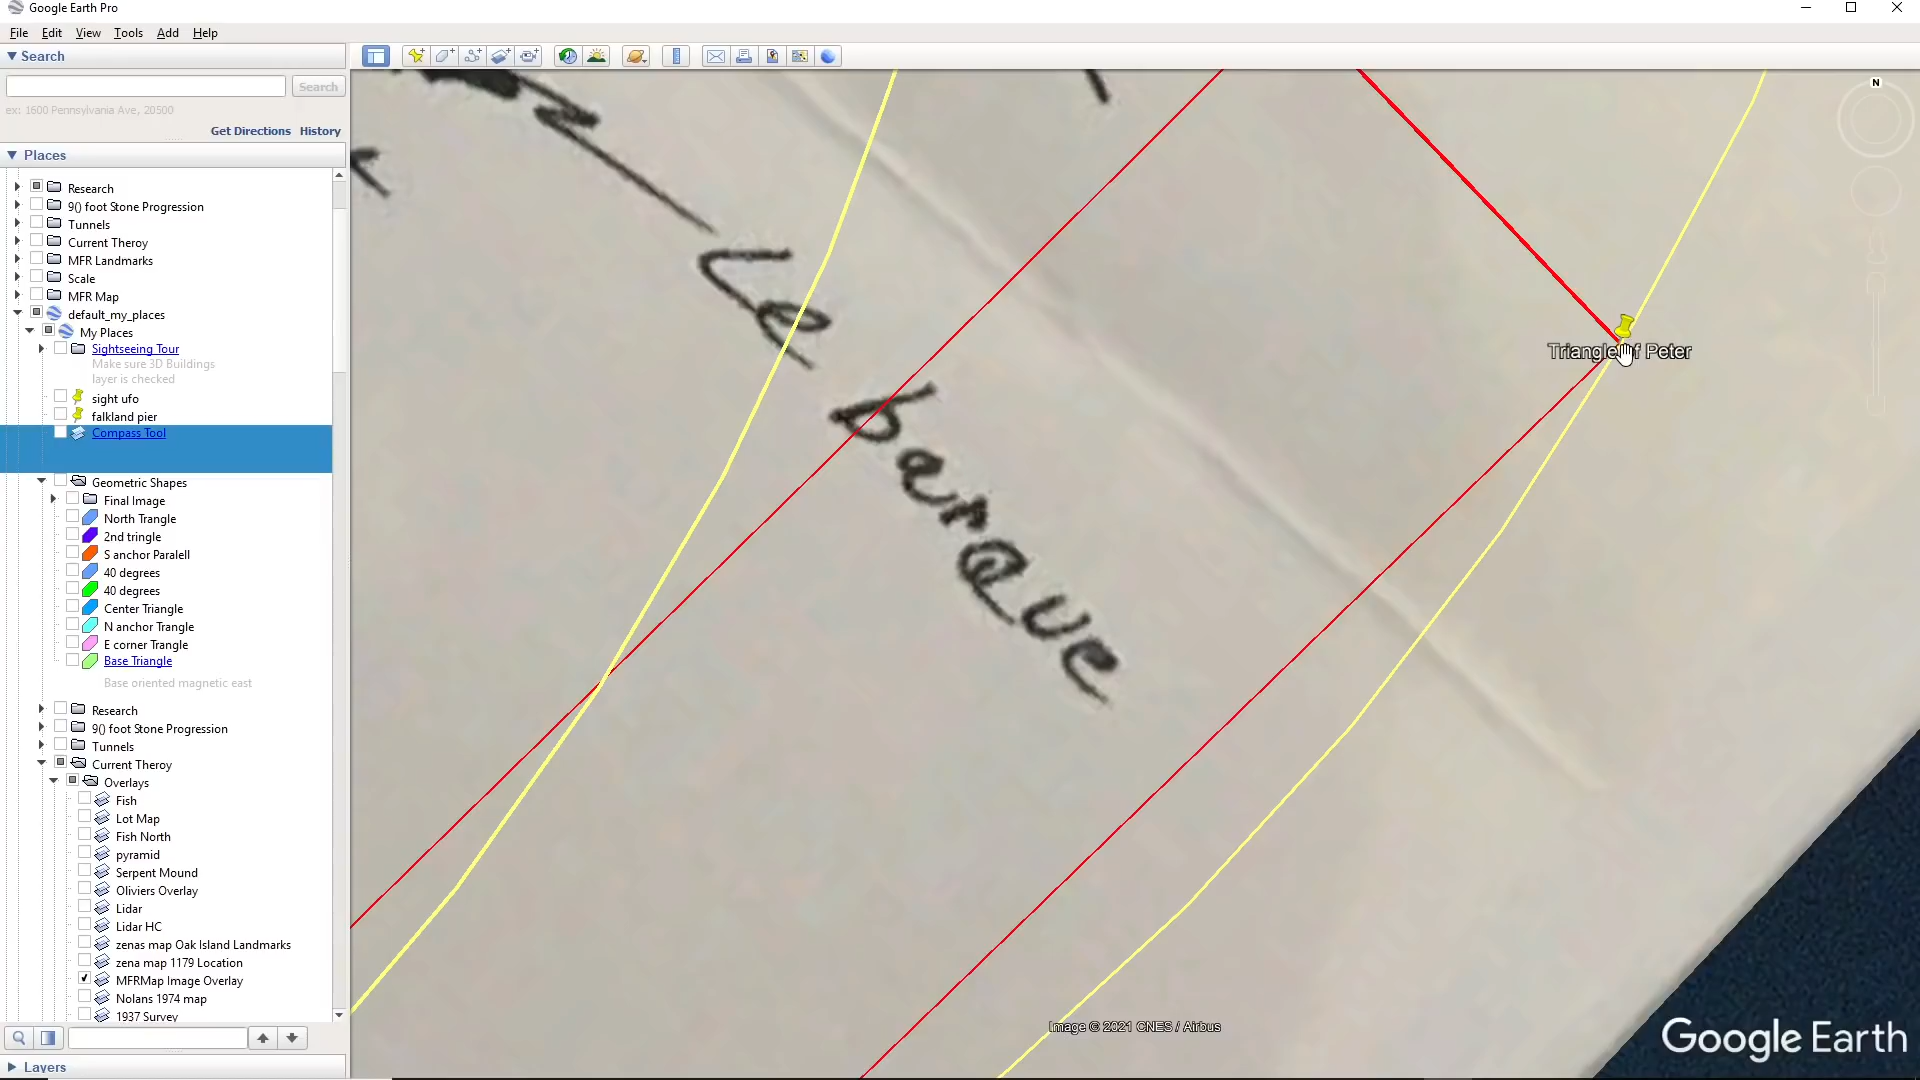 Google Earth Pro
File Edit View Tools Add Help
Search
Search
ex: 1600 Pennsylvania Ave, 20500
Get Directions History
Places
Research
9() foot Stone Progression
Tunnels
Current Theroy
MFR Landmarks
Scale
MFR Map
default_my_places
My Places
Sightseeing Tour
Make sure 3D Buildings
layer is checked
sight ufo
falkland pier
Compass Tool
Geometric Shapes
Final Image
North Trangle
2nd tringle
S anchor Paralell
40 degrees
40 degrees
Center Triangle
N anchor Trangle
E corner Trangle
Base Triangle
Base oriented magnetic east
Research
9() foot Stone Progression
Tunnels
Current Theroy
Overlays
Fish
Lot Map
Fish North
pyramid
Serpent Mound
Oliviers Overlay
Lidar
Lidar HC
zenas map Oak Island Landmarks
zena map 1179 Location
MFRMap Image Overlay
Nolans 1974 map
1937 Survey
Layers
N
Triangle of Peter
Le
Image © 2021 CNES / Airbus
Google Earth